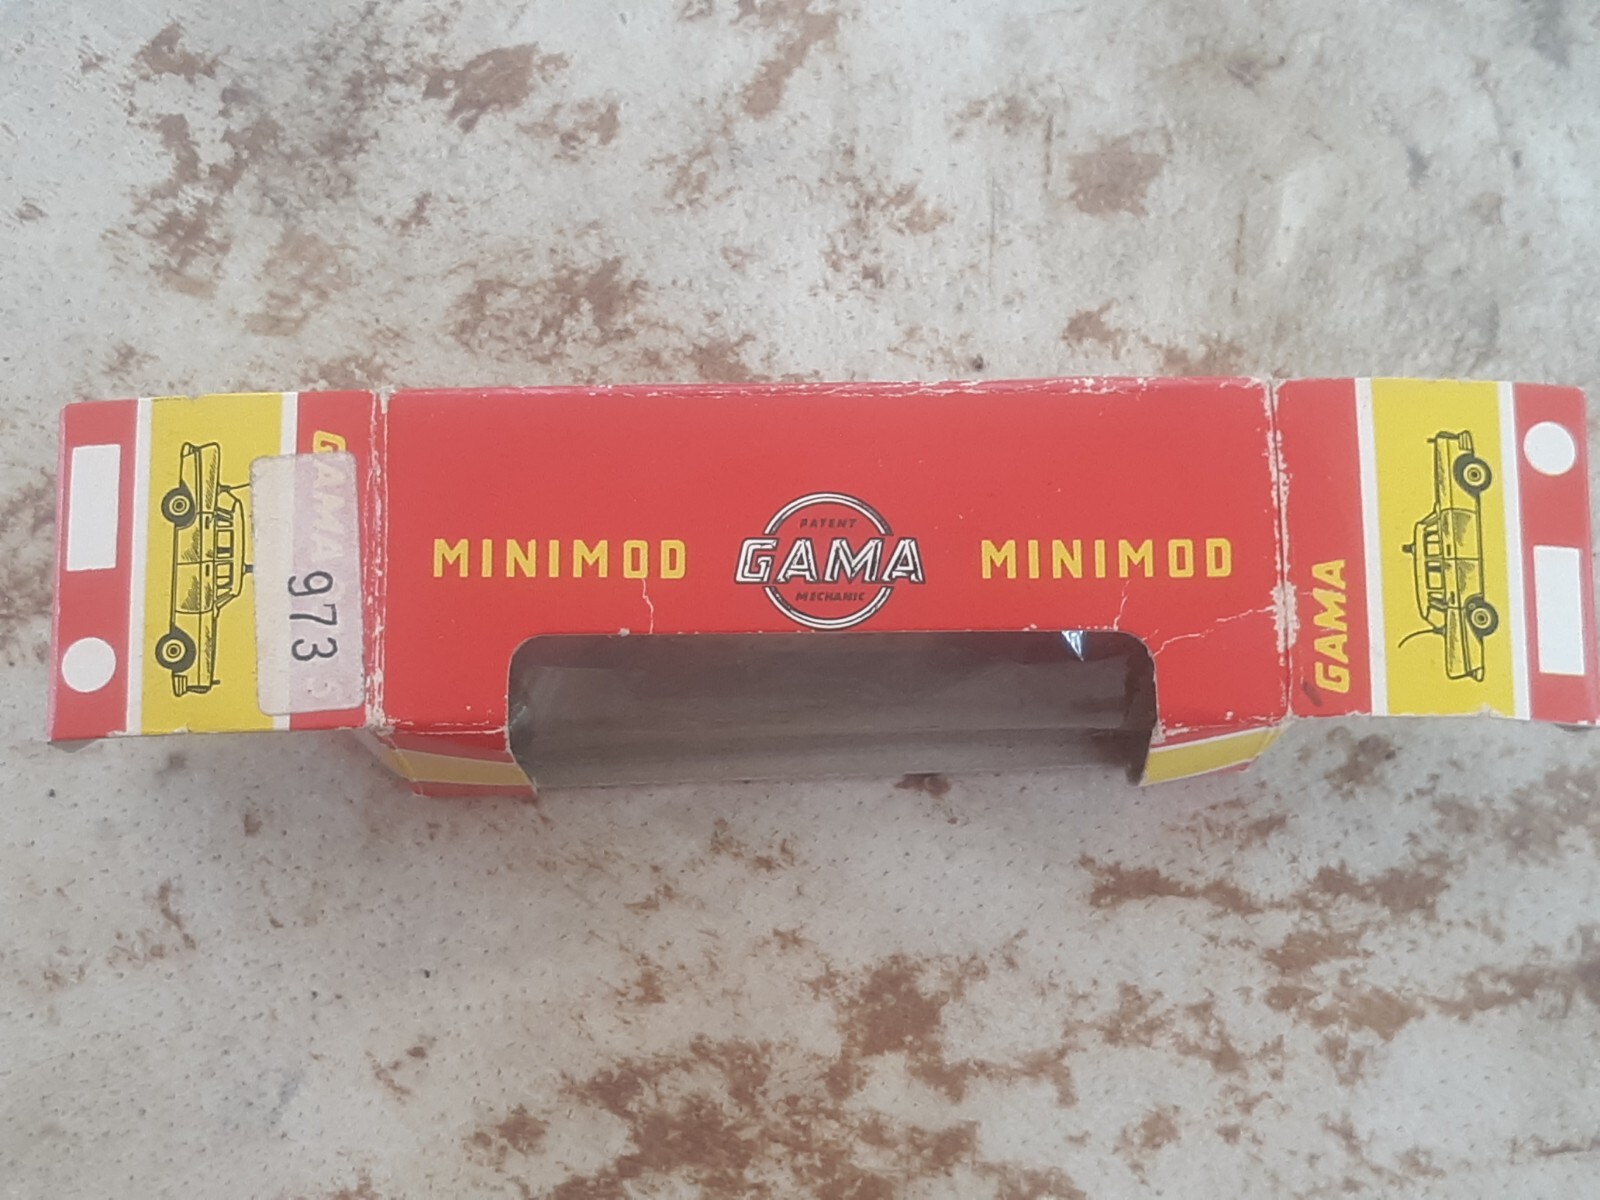 GAMA
973
MINIMOD
PATENT
GAMA
MECHANIC
MINIMOD
GAMA